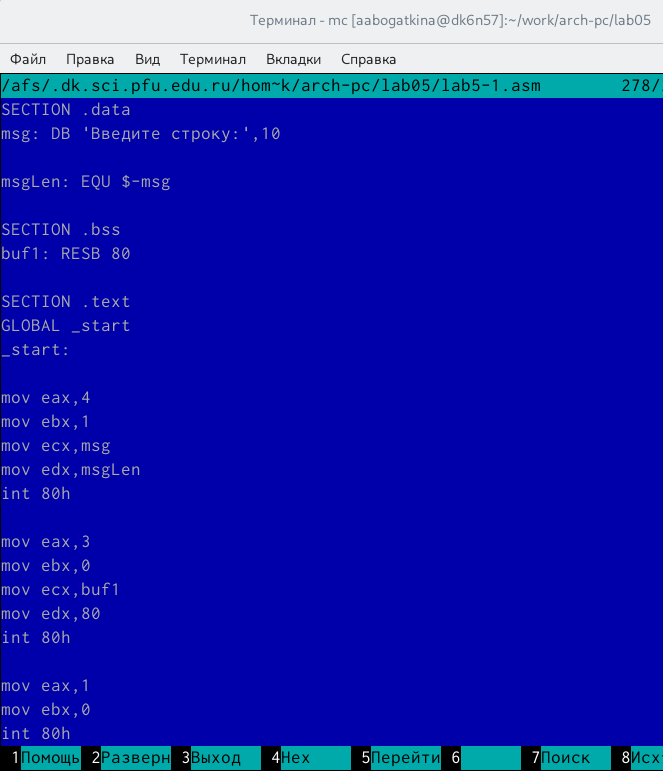 Терминал - mc [aabogatkina@dk6n57]:~/work/arch-pc/lab05
Файл Правка Вид Терминал Вкладки Справка
/afs/.dk.sci.pfu.edu.ru/hom~k/arch-pc/lab05/lab5-1.asm 278/
SECTION .data
msg: DB 'Введите строку:',10
msgLen: EQU $-msg
SECTION .bss
buf1: RESB 80
SECTION .text
GLOBAL _start
_start:
mov eax,4
mov ebx,1
mov ecx,msg
mov edx,msgLen
int 80h
mov eax,3
mov ebx,0
mov ecx,buf1
mov edx,80
int 80h
mov eax,1
mov ebx,0
int 80h
1Помощь 2Разверн 3Выход 4Hex 5Перейти 6 7Поиск 8Исх